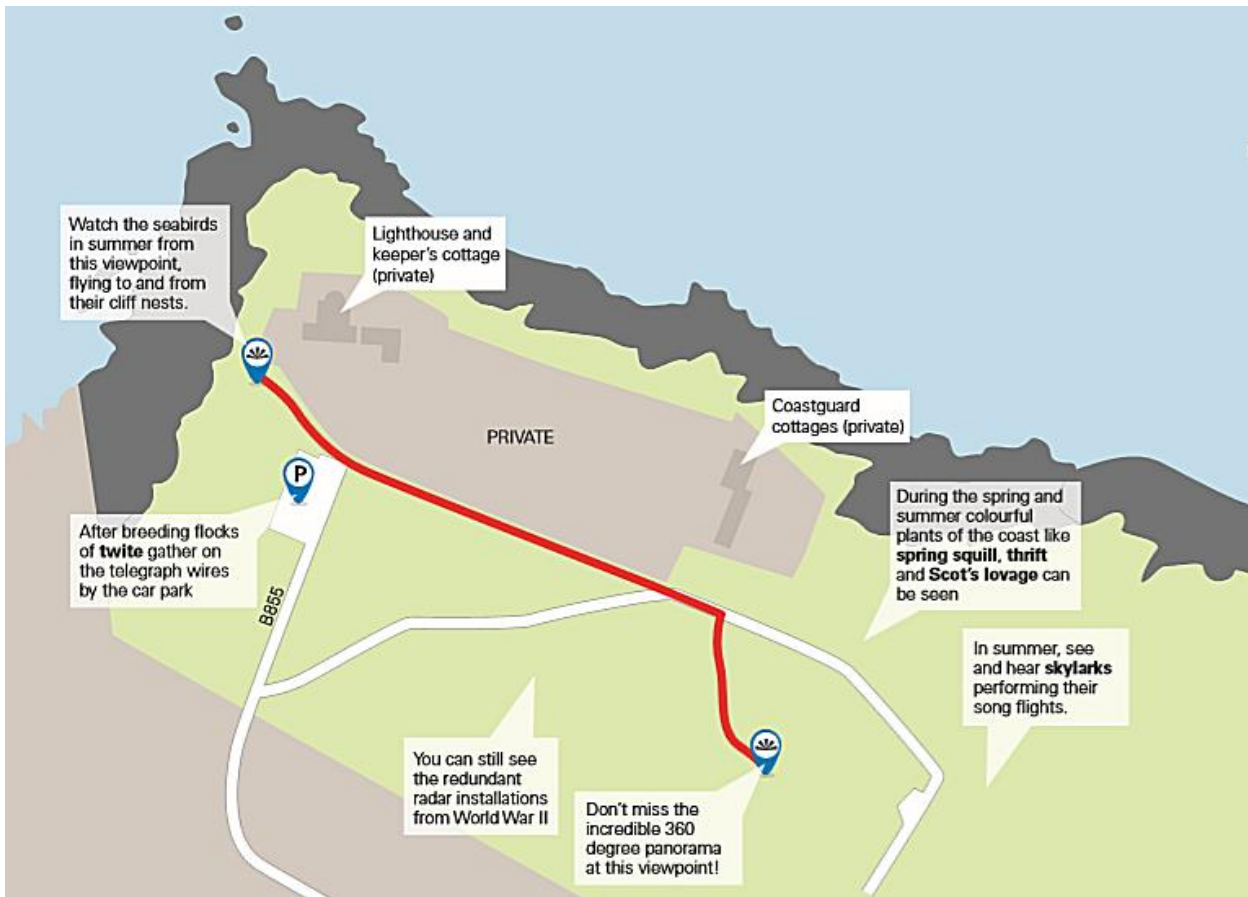 Watch the seabirds
in summer from
this viewpoint,
flying to and from
their cliff nests.
Lighthouse and
keeper's cottage
(private)
PRIVATE
Coastguard
cottages (private)
P
After breeding flocks
of twite gather on
the telegraph wires
by the car park
B855
During the spring and
summer colourful
plants of the coast like
spring squill, thrift
and Scot's lovage can
be seen
In summer, see
and hear skylarks
performing their
song flights.
You can still see
the redundant
radar installations
from World War II
Don't miss the
incredible 360
degree panorama
at this viewpoint!